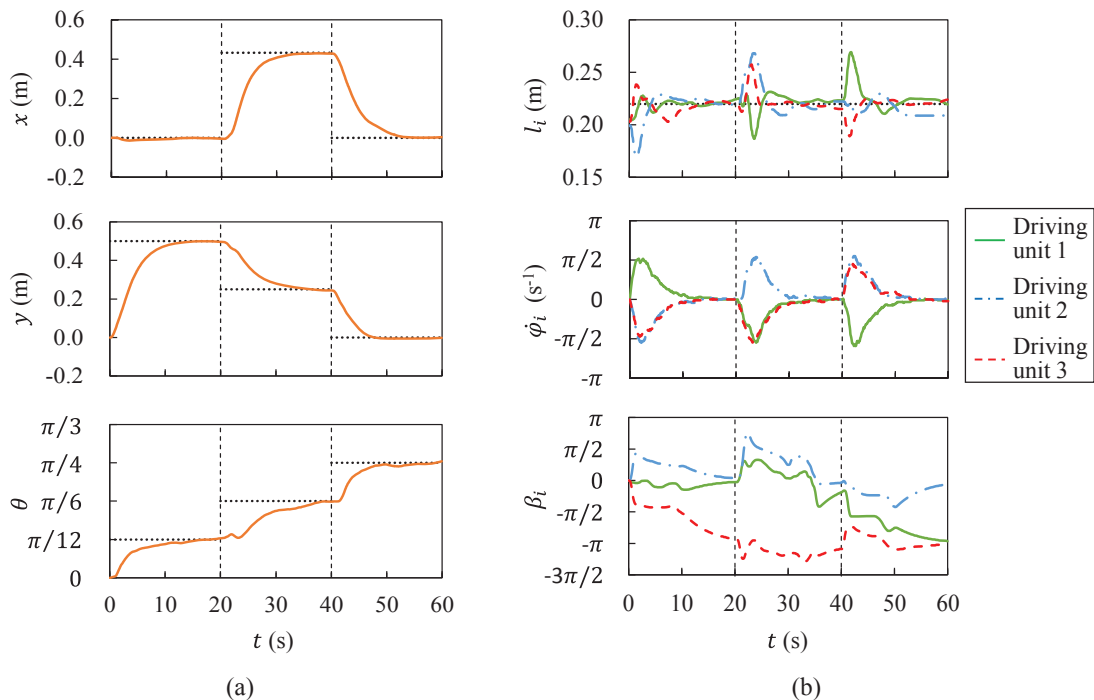 0.6
0.4
0.2
0.0
-0.2
x (m)
0.6
0.4
0.2
0.0
-0.2
y (m)
π/3
π/4
π/6
π/12
0
θ
0 10 20 30 40 50 60
t (s)
(a)
0.30
0.25
0.20
0.15
l_i (m)
π
π/2
0
-π/2
-π
φ̇_i (s⁻¹)
π
π/2
0
-π/2
-π
-3π/2
β_i
0 10 20 30 40 50 60
t (s)
(b)
Driving
unit 1
Driving
unit 2
Driving
unit 3